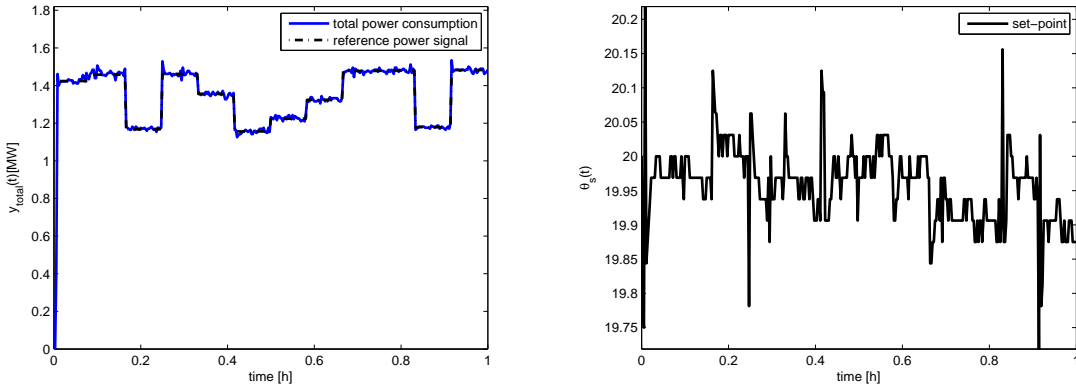 total power consumption
reference power signal
1.8
1.6
1.4
1.2
1
0.8
0.6
0.4
0.2
0
y_total(t)[MW]
0 0.2 0.4 0.6 0.8 1
time [h]
set−point
20.2
20.15
20.1
20.05
20
19.95
19.9
19.85
19.8
19.75
θ_s(t)
0 0.2 0.4 0.6 0.8 1
time [h]